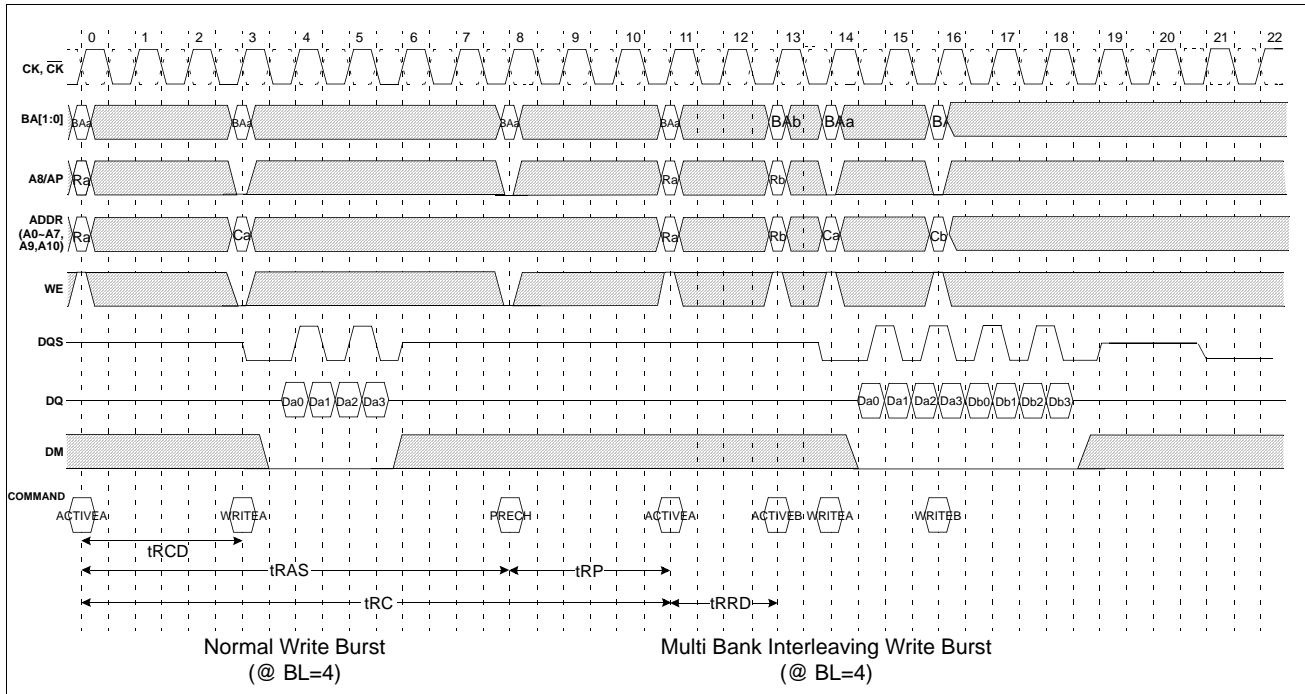 0 1 2 3 4 5 6 7 8 9 10 11 12 13 14 15 16 17 18 19 20 21 22
CK, CK
BA[1:0] BAa BAa BAa BAa BAb BAa BA
A8/AP Ra Ra Rb
ADDR
(A0~A7,
A9,A10)
Ra Ca Ra Rb Ca Cb
WE
DQS
DQ Da0 Da1 Da2 Da3 Da0 Da1 Da2 Da3 Db0 Db1 Db2 Db3
DM
COMMAND
ACTIVEA WRITEA PRECH ACTIVEA ACTIVEB WRITEA WRITEB
tRCD
tRAS tRP
tRC tRRD
Normal Write Burst Multi Bank Interleaving Write Burst
(@ BL=4) (@ BL=4)